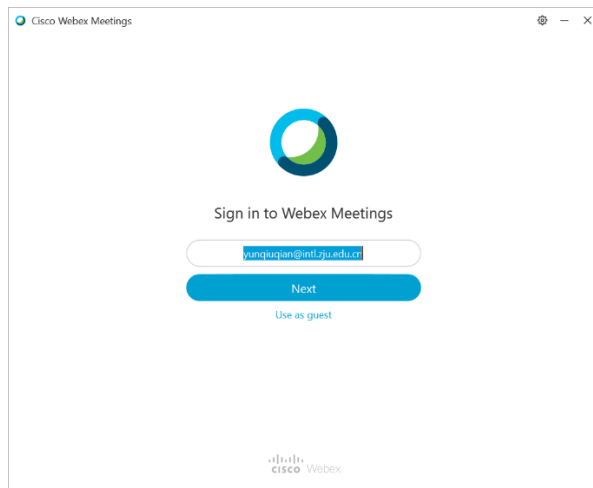 Cisco Webex Meetings
Sign in to Webex Meetings
yunqiuqian@intl.zju.edu.cn
Next
Use as guest
CISCO Webex